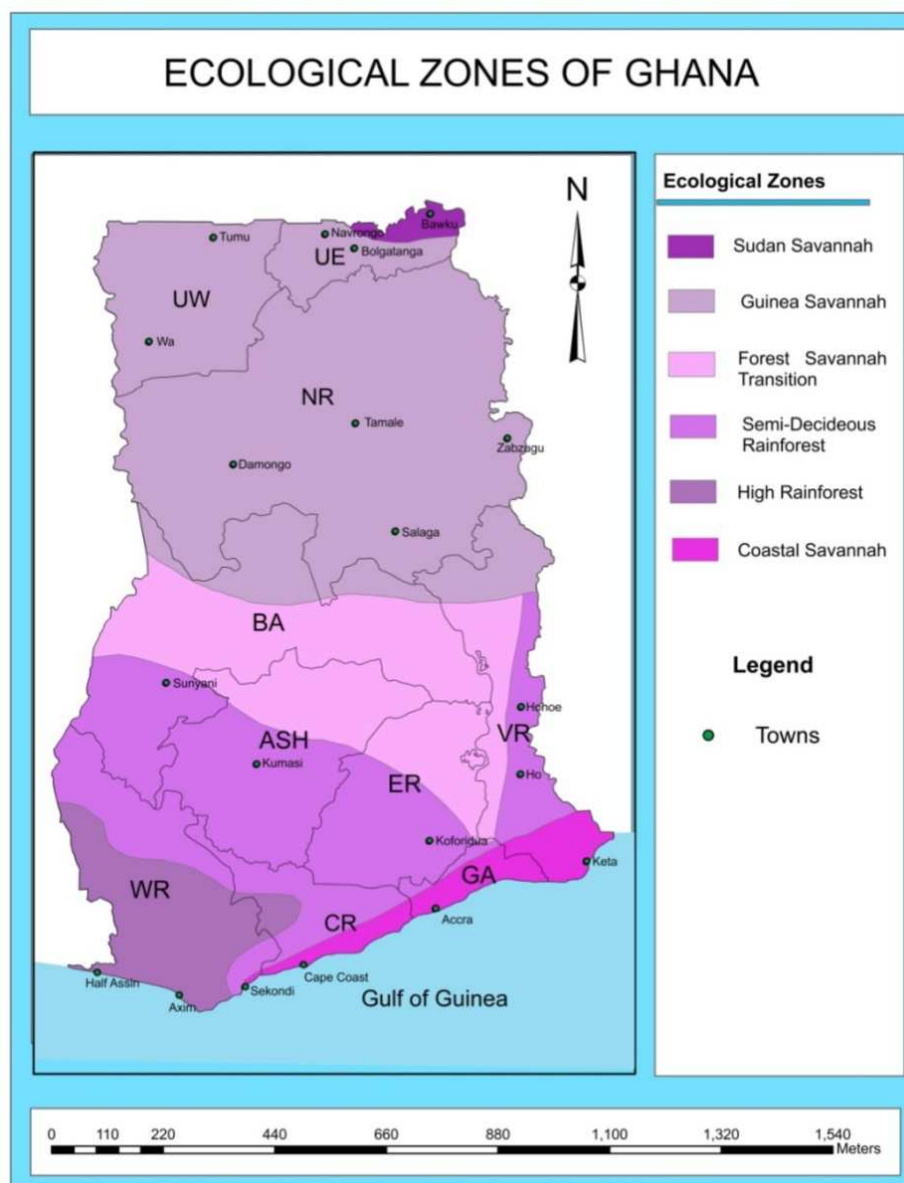 ECOLOGICAL ZONES OF GHANA
N
Bawku
Tumu
Navrongo
UE
Bolgatanga
UW
Wa
NR
Tamale
Zabzugu
Damongo
Salaga
BA
Sunyani
Hohoe
VR
ASH
Kumasi
Ho
ER
Koforidua
Keta
GA
WR
CR
Accra
Half Assin
Cape Coast
Sekondi
Axim
Gulf of Guinea
Ecological Zones
Sudan Savannah
Guinea Savannah
Forest Savannah
Transition
Semi-Decideous
Rainforest
High Rainforest
Coastal Savannah
Legend
Towns
0 110 220 440 660 880 1,100 1,320 1,540
Meters